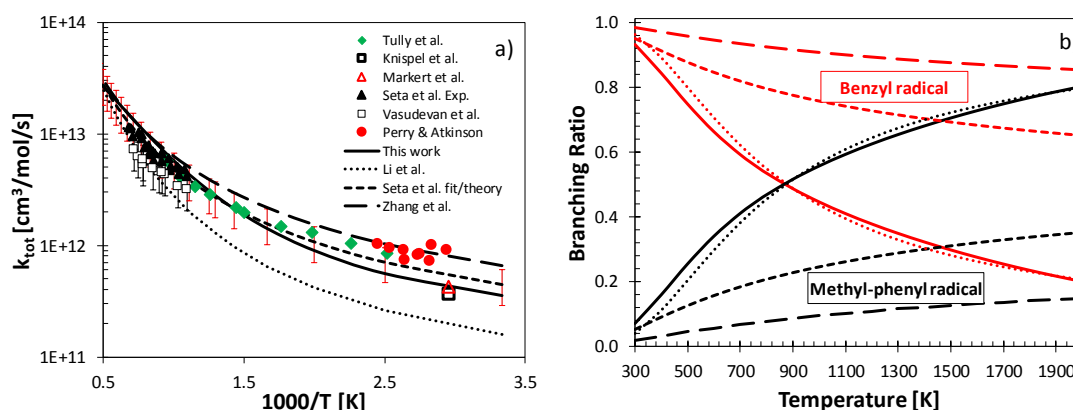 1E+14
1E+13
1E+12
1E+11
k_tot [cm³/mol/s]
a)
Tully et al.
Knispel et al.
Markert et al.
Seta et al. Exp.
Vasudevan et al.
Perry & Atkinson
This work
Li et al.
Seta et al. fit/theory
Zhang et al.
0.5
1.5
2.5
3.5
1000/T [K]
1.0
0.8
0.6
0.4
0.2
0.0
Branching Ratio
b
Benzyl radical
Methyl-phenyl radical
300
500
700
900
1100
1300
1500
1700
1900
Temperature [K]